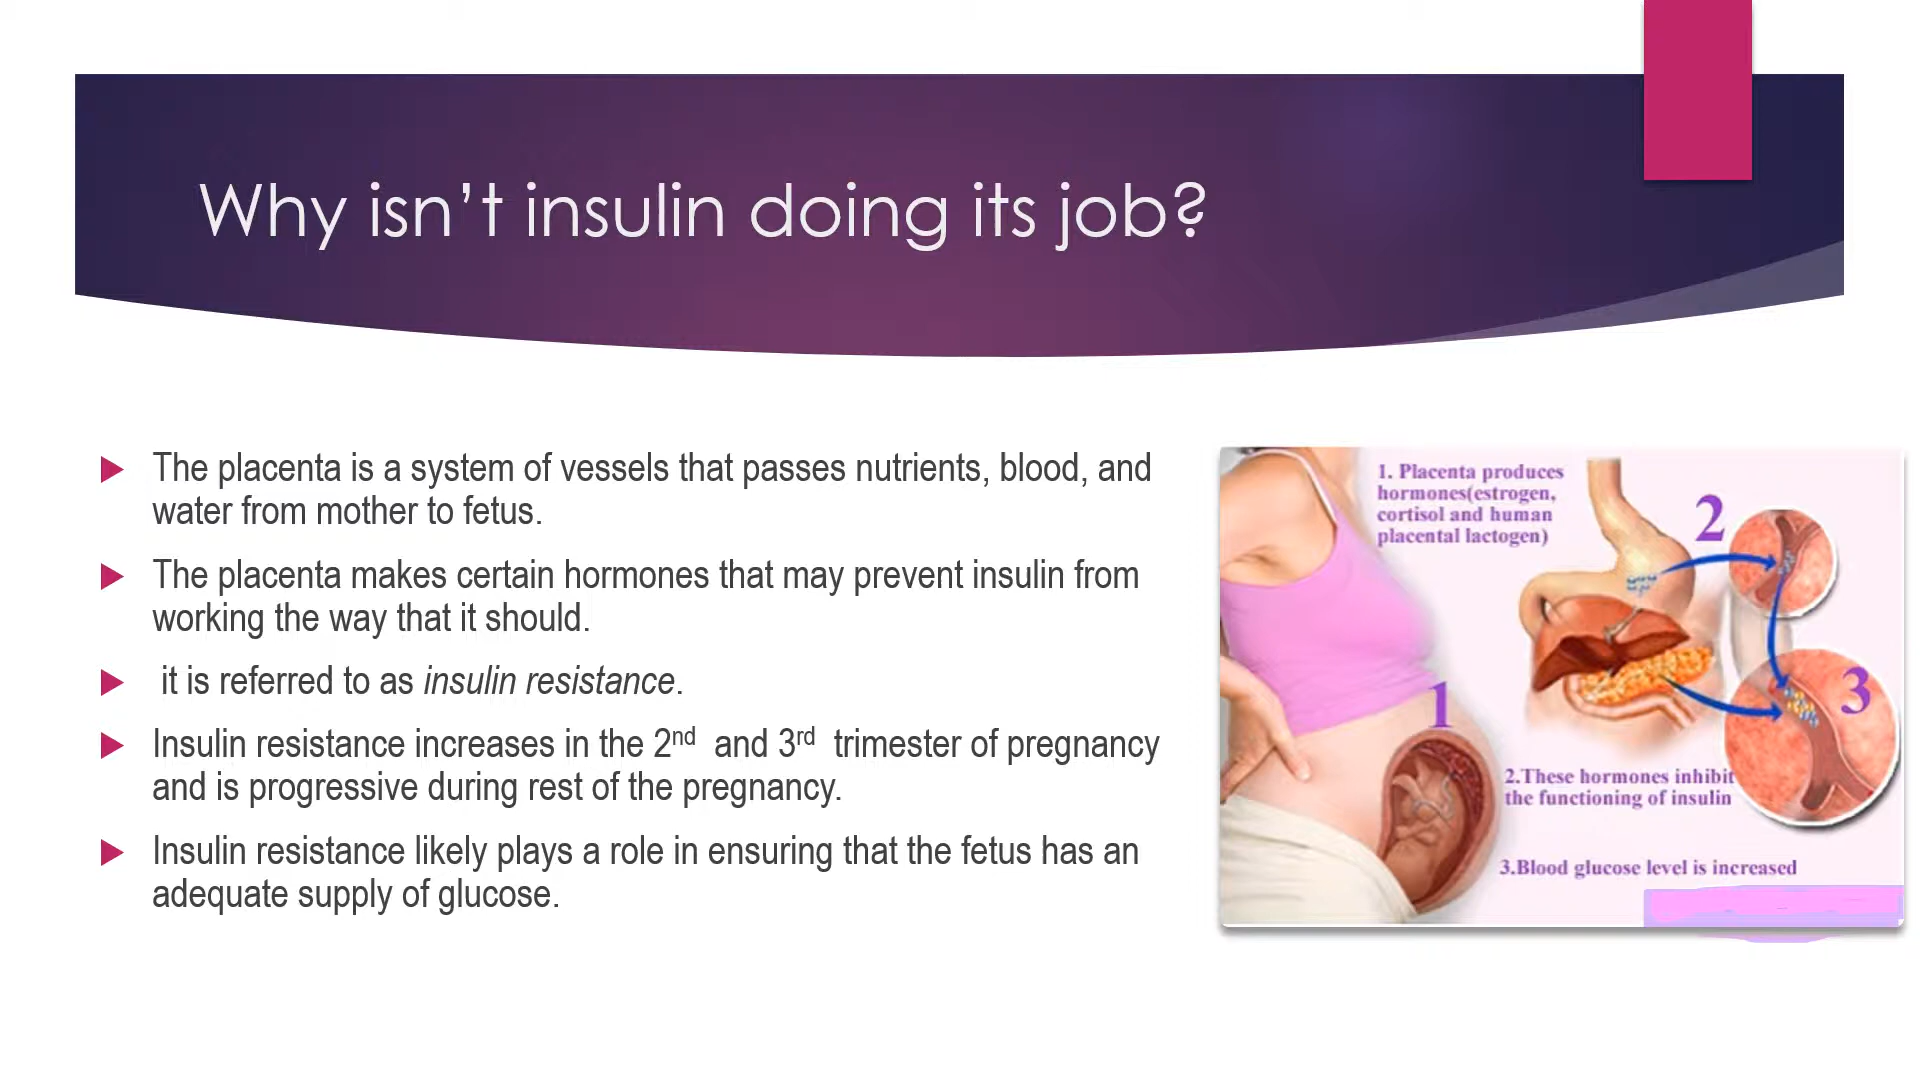 Why isn’t insulin doing its job?
The placenta is a system of vessels that passes nutrients, blood, and
water from mother to fetus.
The placenta makes certain hormones that may prevent insulin from
working the way that it should.
it is referred to as insulin resistance.
Insulin resistance increases in the 2nd and 3rd trimester of pregnancy
and is progressive during rest of the pregnancy.
Insulin resistance likely plays a role in ensuring that the fetus has an
adequate supply of glucose.
1. Placenta produces
hormones(estrogen,
cortisol and human
placental lactogen)
2
1
3
2.These hormones inhibit
the functioning of insulin
3.Blood glucose level is increased